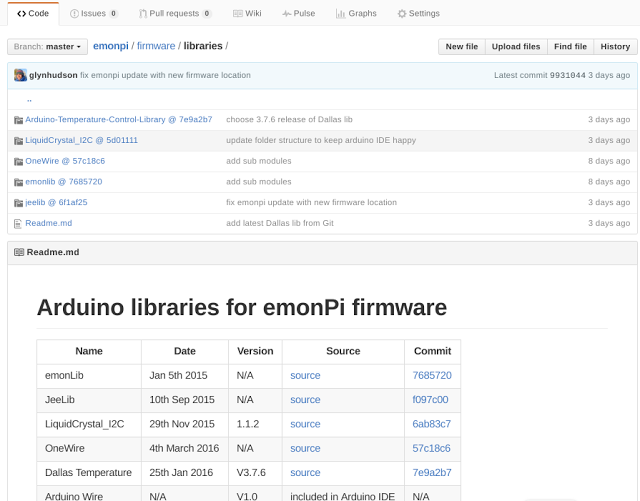 Code Issues 0 Pull requests 0 Wiki Pulse Graphs Settings
Branch: master emonpi / firmware / libraries / New file Upload files Find file History
glynhudson fix emonpi update with new firmware location Latest commit 9931044 3 days ago
..
Arduino-Temperature-Control-Library @ 7e9a2b7 choose 3.7.6 release of Dallas lib 3 days ago
LiquidCrystal_I2C @ 5d01111 update folder structure to keep arduino IDE happy 3 days ago
OneWire @ 57c18c6 add sub modules 8 days ago
emonlib @ 7685720 add sub modules 8 days ago
jeelib @ 6f1af25 fix emonpi update with new firmware location 3 days ago
Readme.md add latest Dallas lib from Git 3 days ago
Readme.md
Arduino libraries for emonPi firmware
Name Date Version Source Commit
emonLib Jan 5th 2015 N/A source 7685720
JeeLib 10th Sep 2015 N/A source f097c00
LiquidCrystal_I2C 29th Nov 2015 1.1.2 source 6ab83c7
OneWire 4th March 2016 N/A source 57c18c6
Dallas Temperature 25th Jan 2016 V3.7.6 source 7e9a2b7
Arduino Wire N/A V1.0 included in Arduino IDE N/A